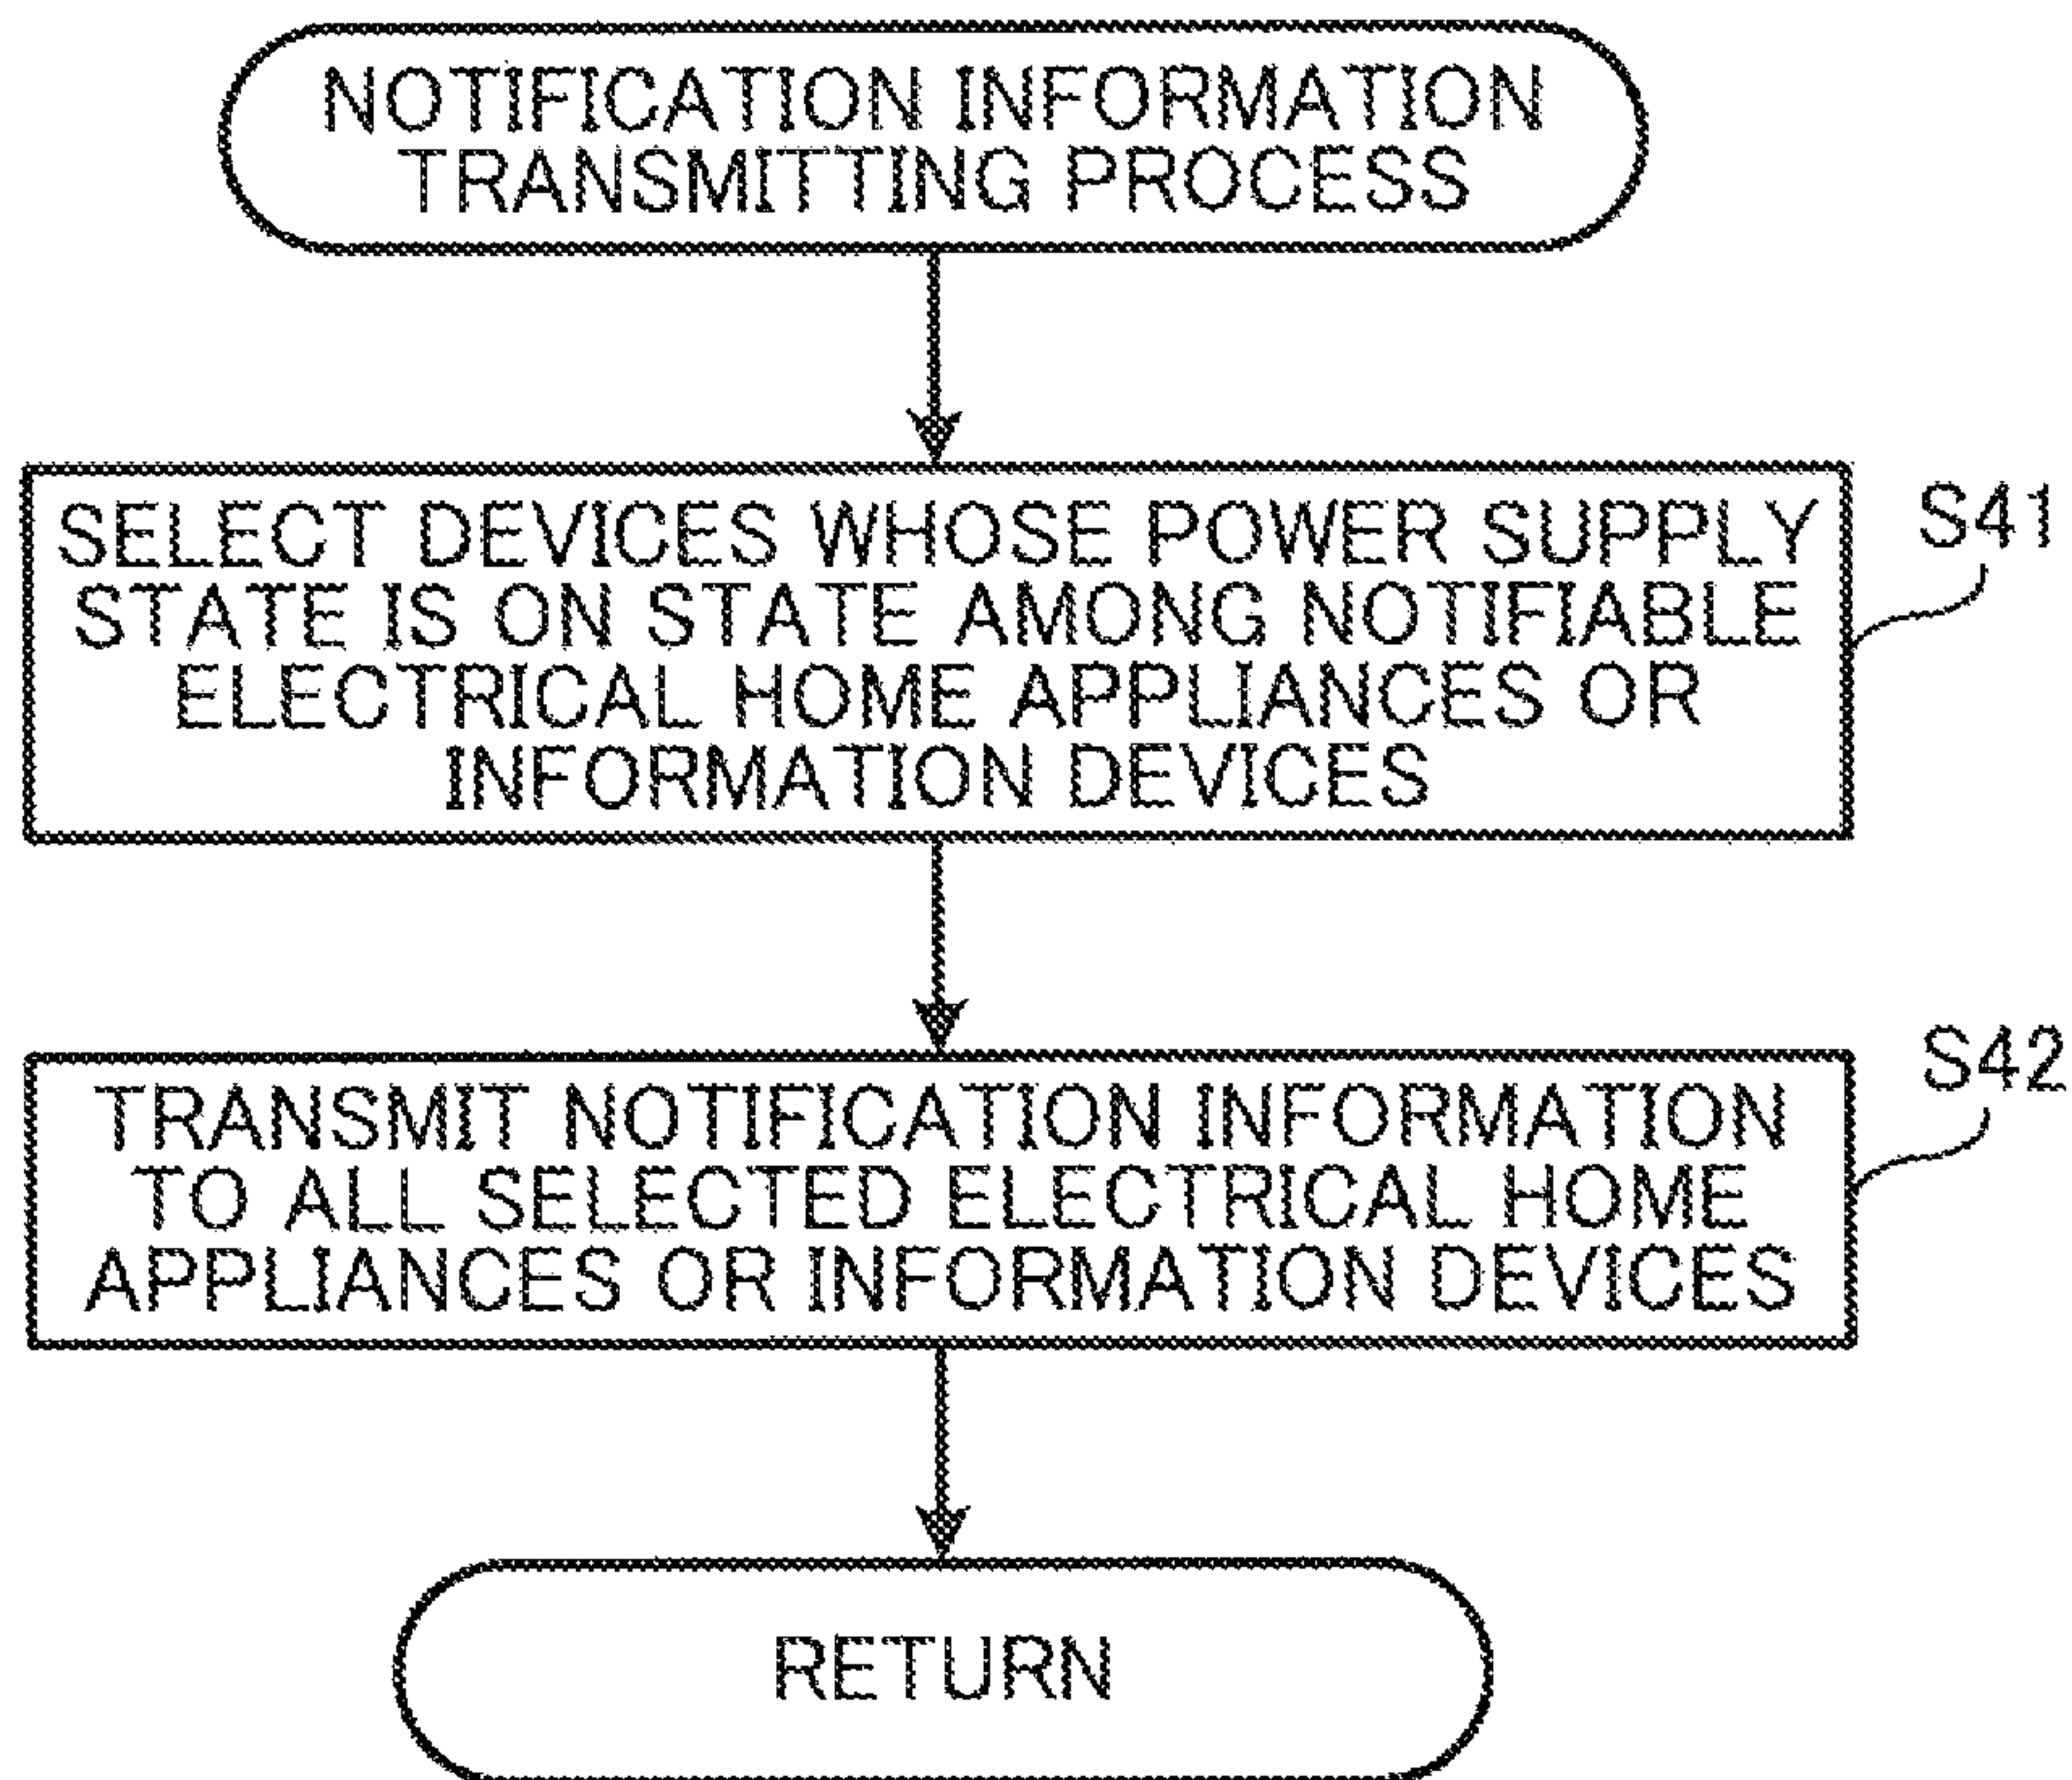 NOTIFICATION INFORMATION
TRANSMITTING PROCESS
SELECT DEVICES WHOSE POWER SUPPLY
STATE IS ON STATE AMONG NOTIFIABLE
ELECTRICAL HOME APPLIANCES OR
INFORMATION DEVICES
S41
TRANSMIT NOTIFICATION INFORMATION
TO ALL SELECTED ELECTRICAL HOME
APPLIANCES OR INFORMATION DEVICES
S42
RETURN